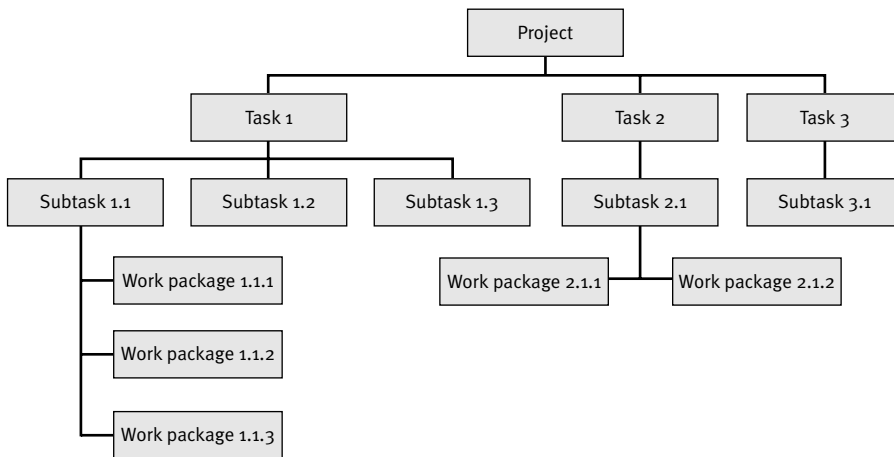 Project
Task 1
Task 2
Task 3
Subtask 1.1
Subtask 1.2
Subtask 1.3
Subtask 2.1
Subtask 3.1
Work package 1.1.1
Work package 2.1.1
Work package 2.1.2
Work package 1.1.2
Work package 1.1.3